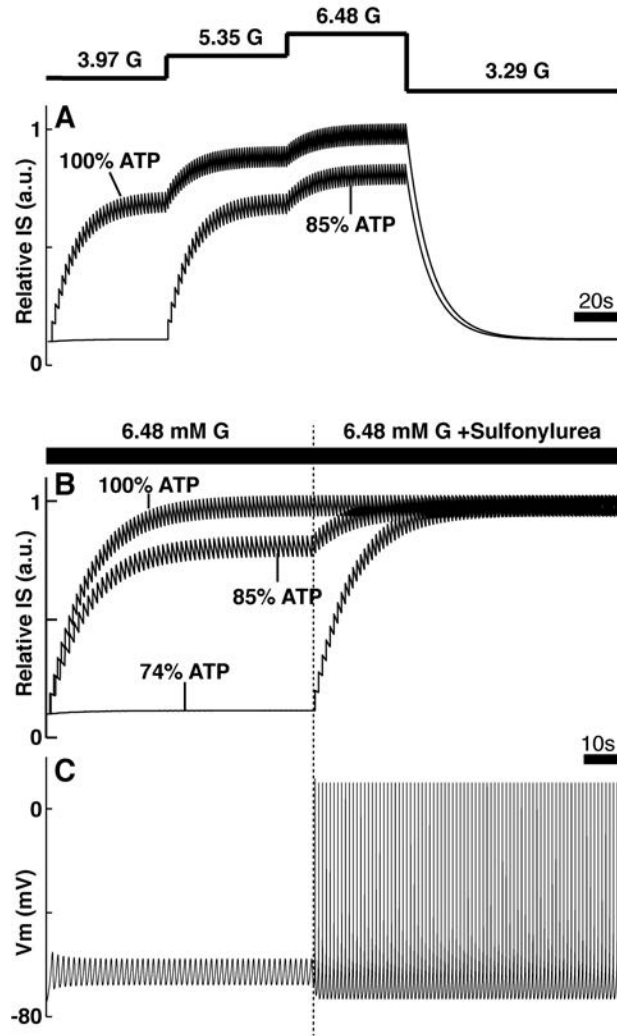 3.97 G
5.35 G
6.48 G
3.29 G
A
Relative IS (a.u.)
1
0
100% ATP
85% ATP
20s
6.48 mM G
6.48 mM G +Sulfonylurea
B
Relative IS (a.u.)
1
0
100% ATP
85% ATP
74% ATP
10s
C
Vm (mV)
0
-80